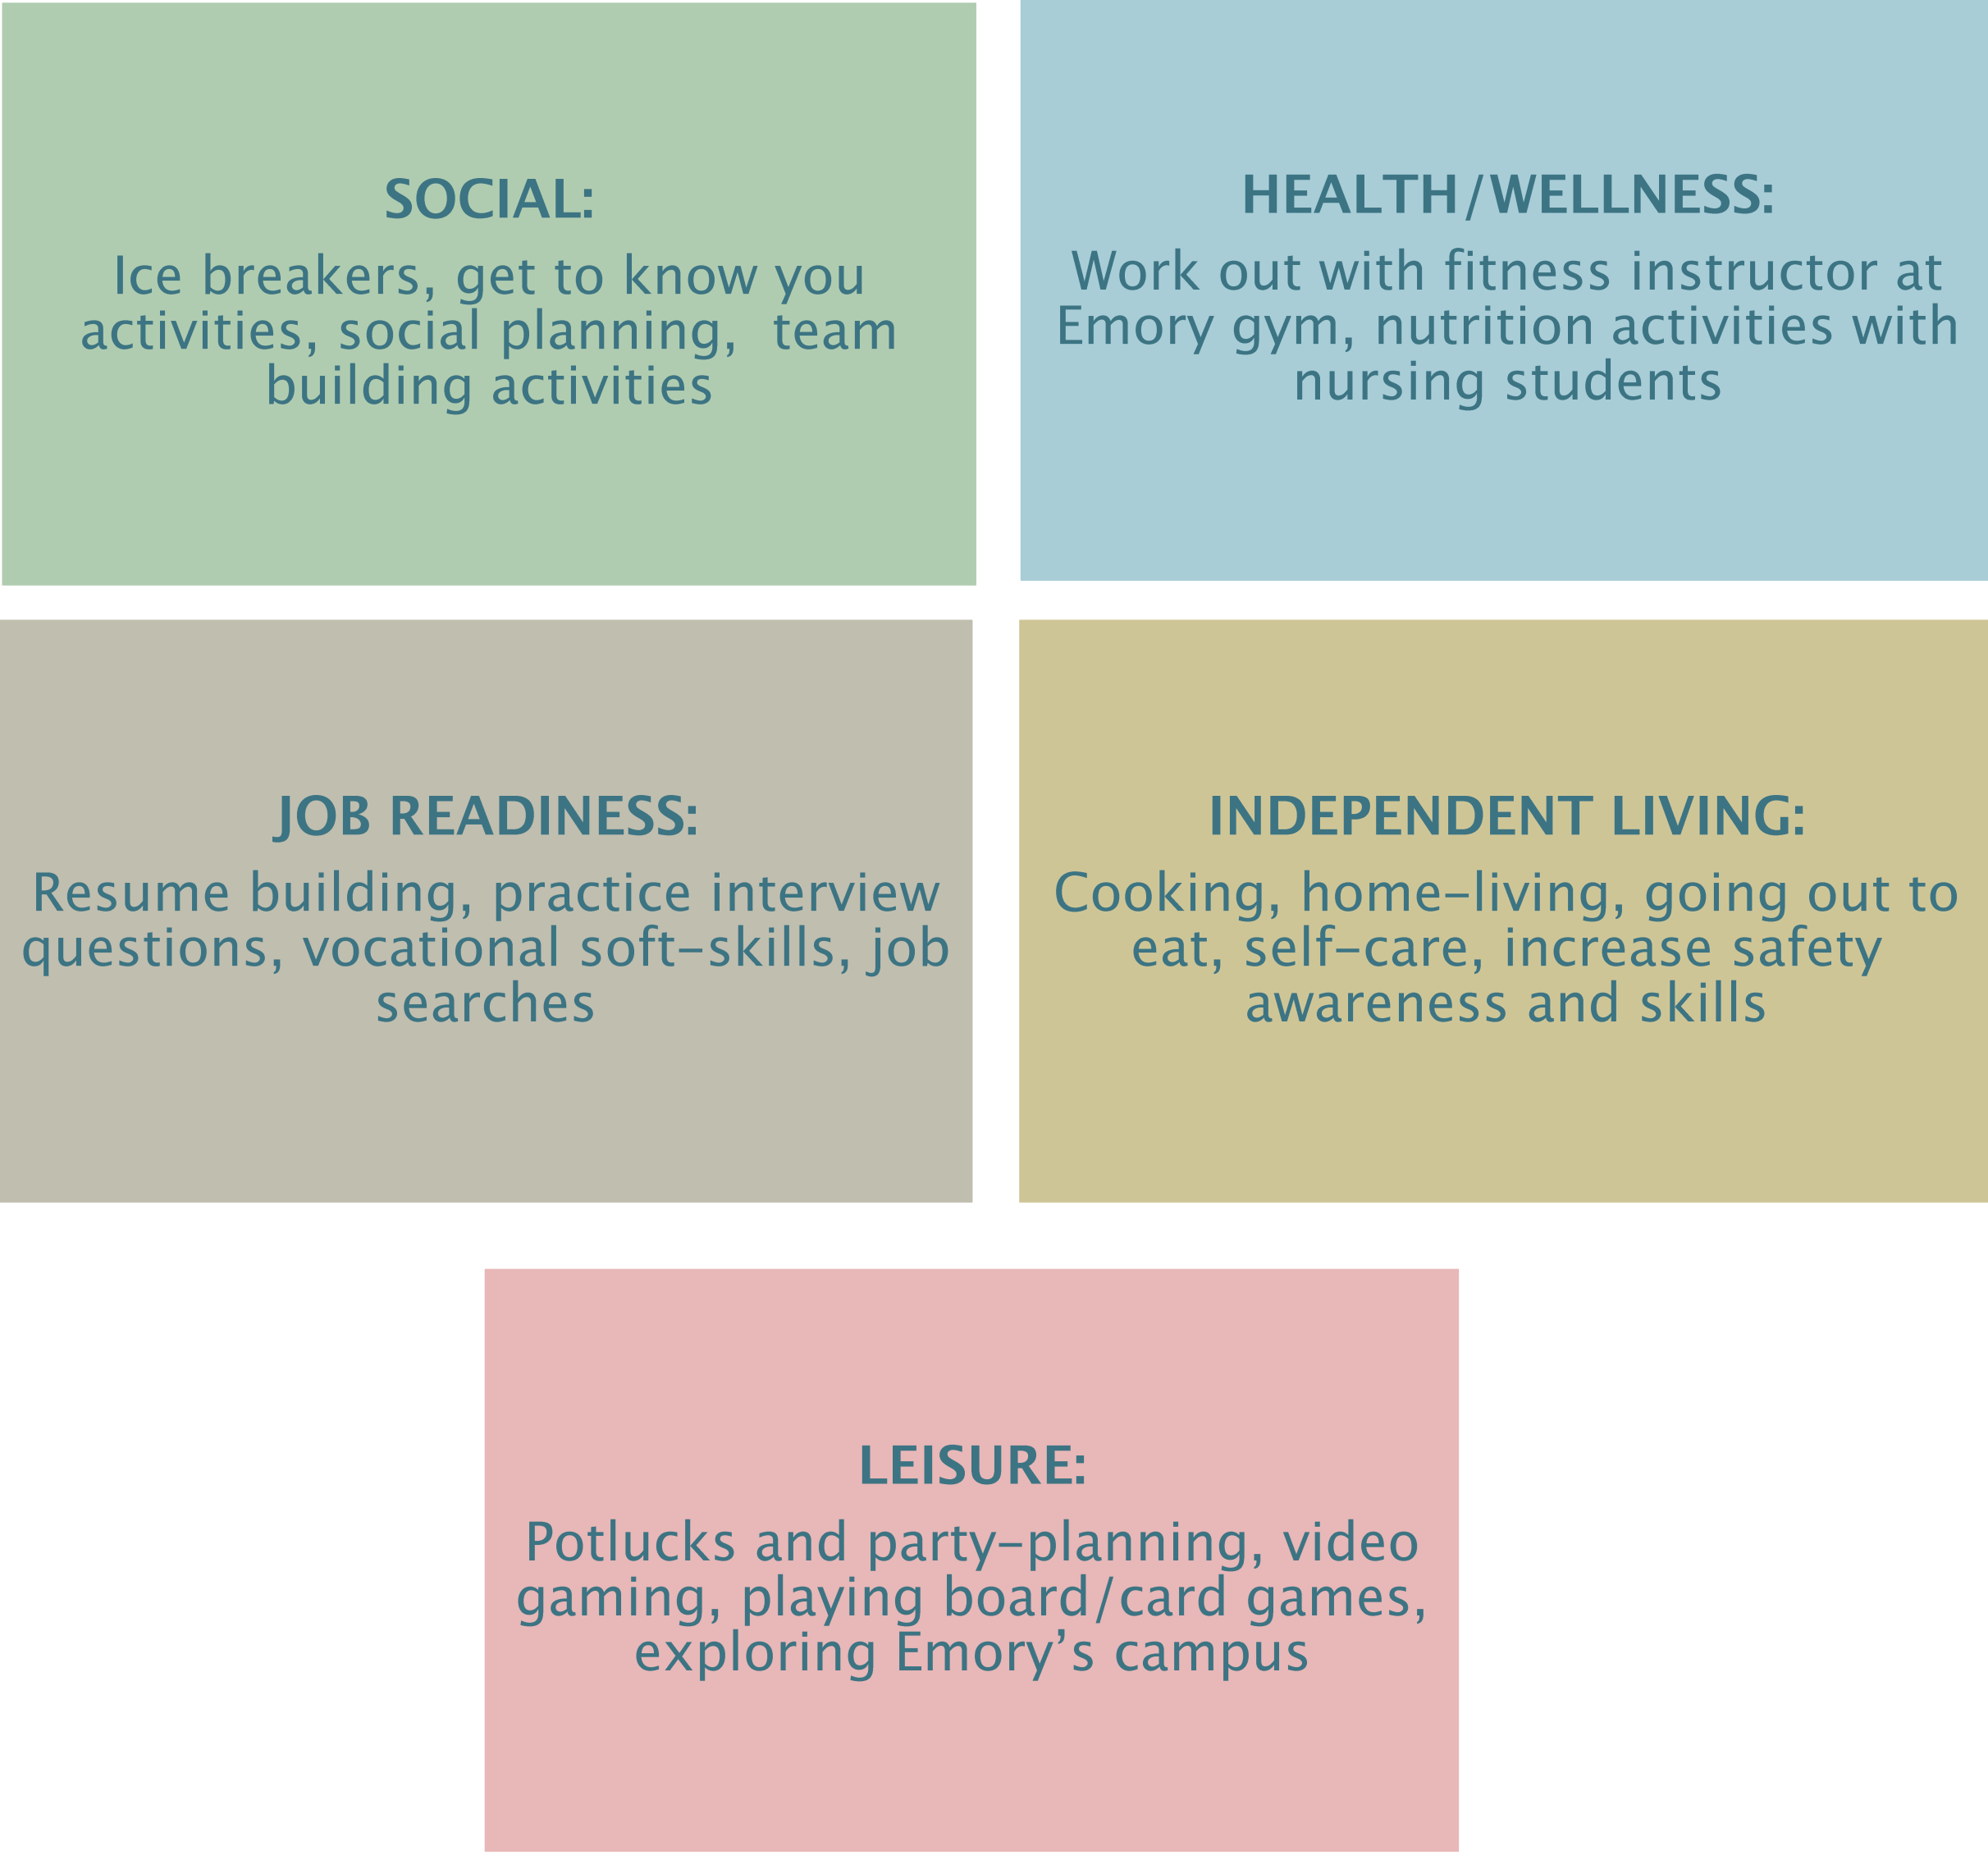 SOCIAL:
Ice breakers, get to know you
activities, social planning, team
building activities
HEALTH/WELLNESS:
Work out with fitness instructor at
Emory gym, nutrition activities with
nursing students
JOB READINESS:
Resume building, practice interview
questions, vocational soft-skills, job
searches
INDEPENDENT LIVING:
Cooking, home-living, going out to
eat, self-care, increase safety
awareness and skills
LEISURE:
Potlucks and party-planning, video
gaming, playing board/card games,
exploring Emory’s campus